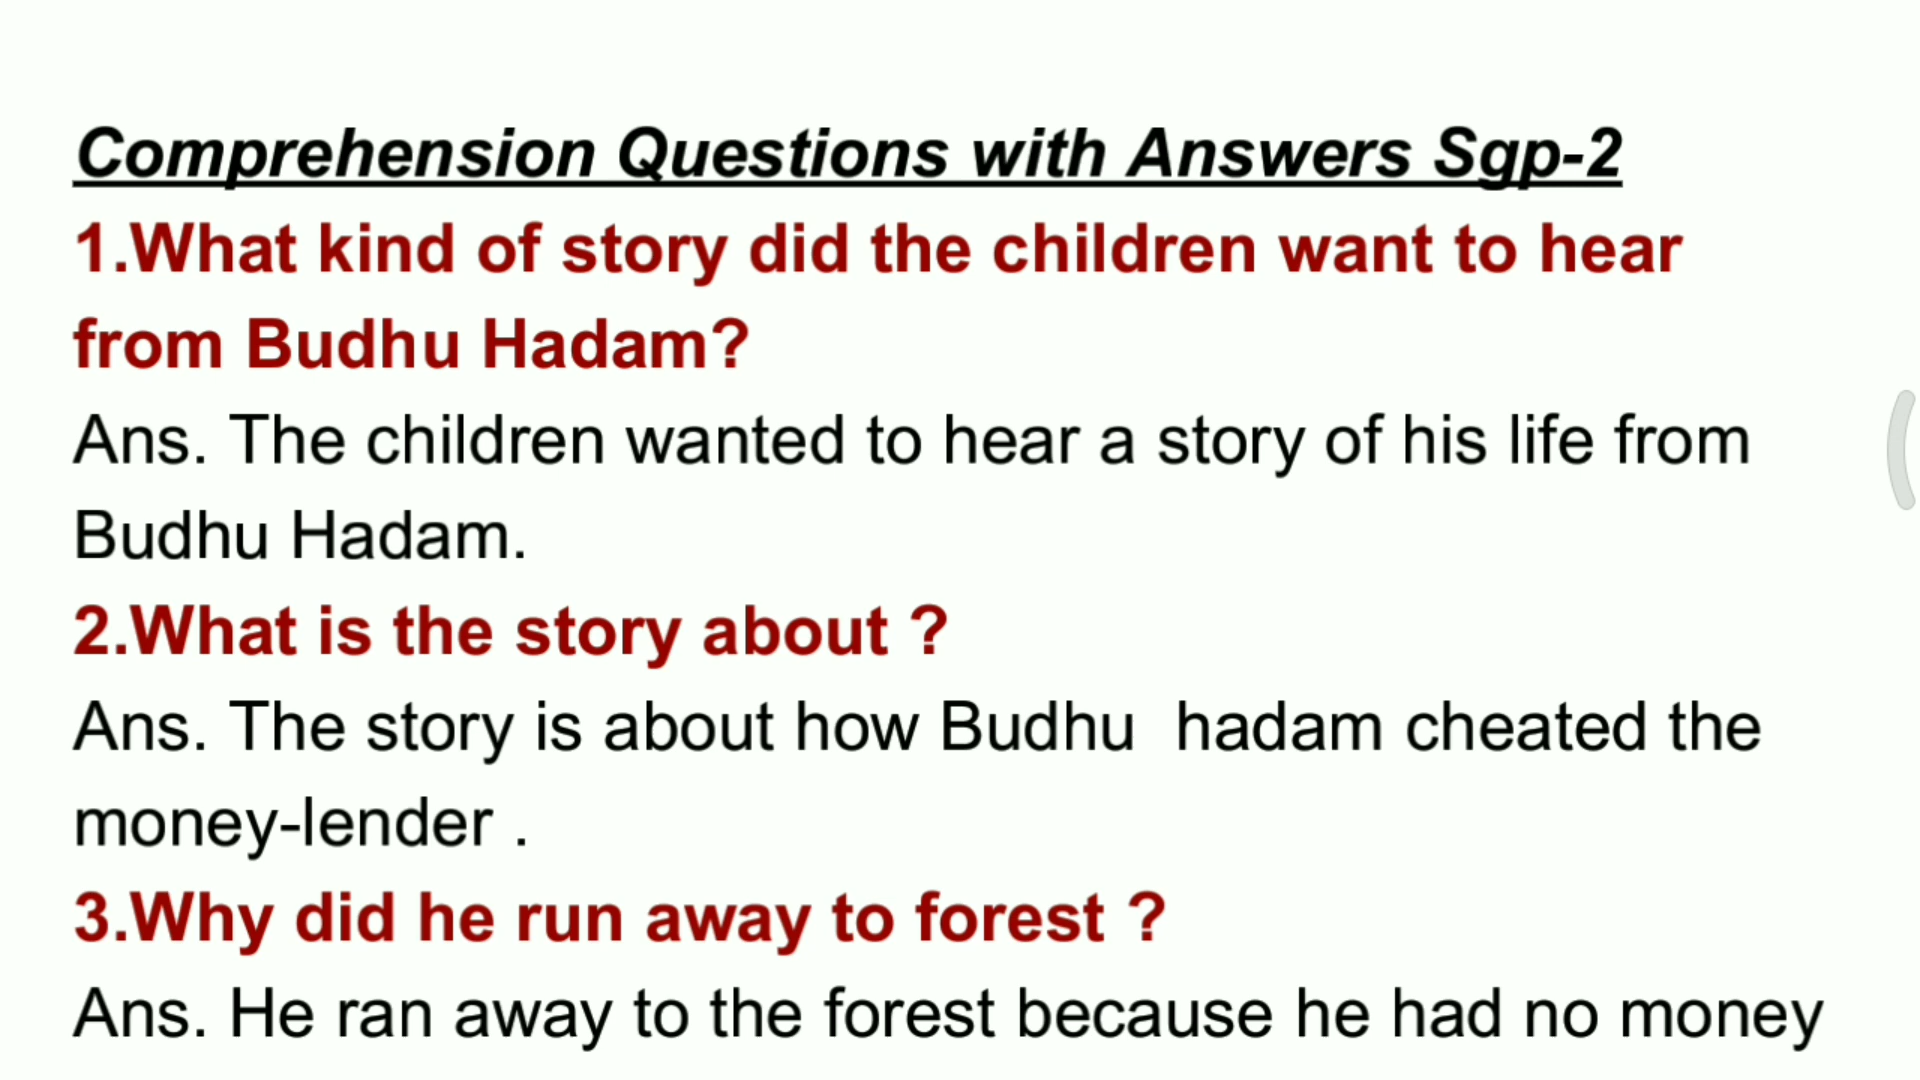 Comprehension Questions with Answers Sgp-2
1.What kind of story did the children want to hear
from Budhu Hadam?
Ans. The children wanted to hear a story of his life from
Budhu Hadam.
2.What is the story about ?
Ans. The story is about how Budhu  hadam cheated the
money-lender .
3.Why did he run away to forest ?
Ans. He ran away to the forest because he had no money